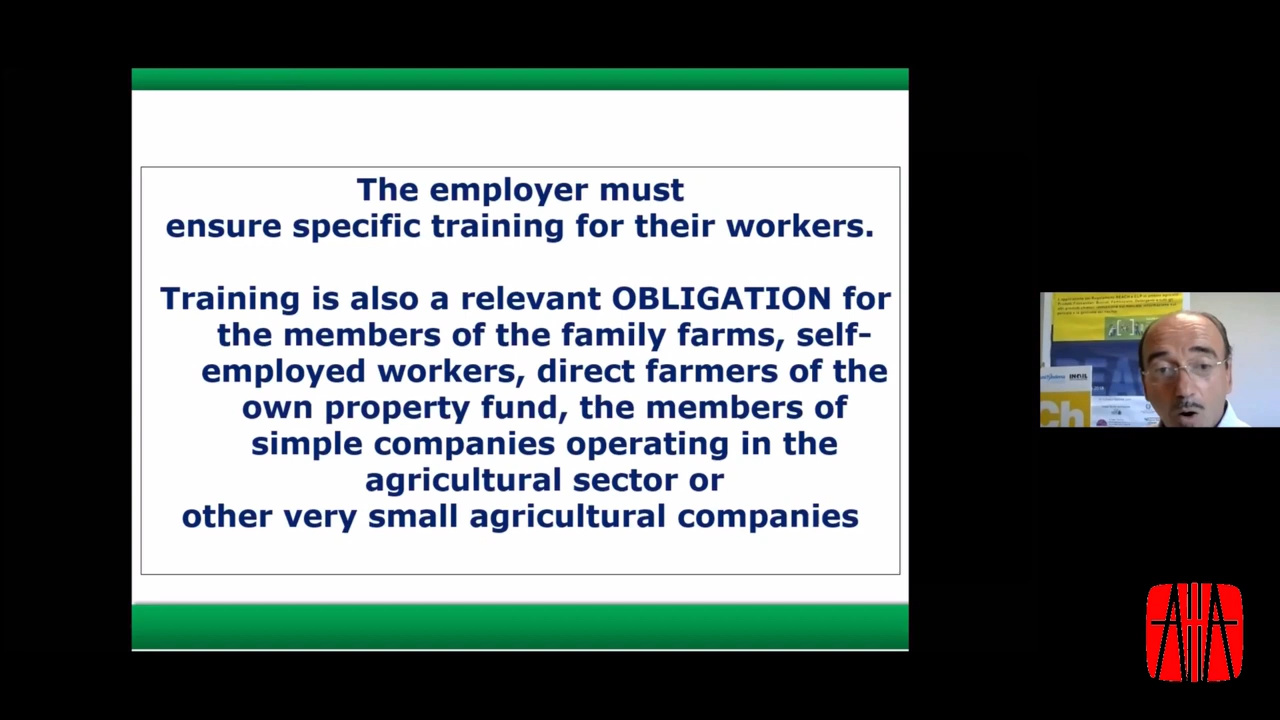 The employer must
ensure specific training for their workers.
Training is also a relevant OBLIGATION for
the members of the family farms, self-
employed workers, direct farmers of the
own property fund, the members of
simple companies operating in the
agricultural sector or
other very small agricultural companies
Ch
AIIA